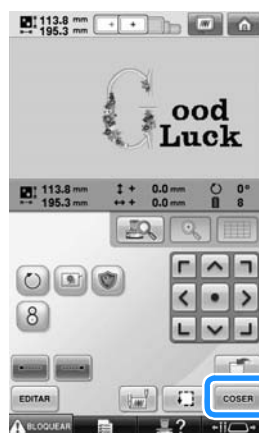 113.8 mm
195.3 mm
Good
Luck
113.8 mm 0.0 mm 0°
195.3 mm 0.0 mm 8
8
EDITAR COSER
BLOQUEAR ?